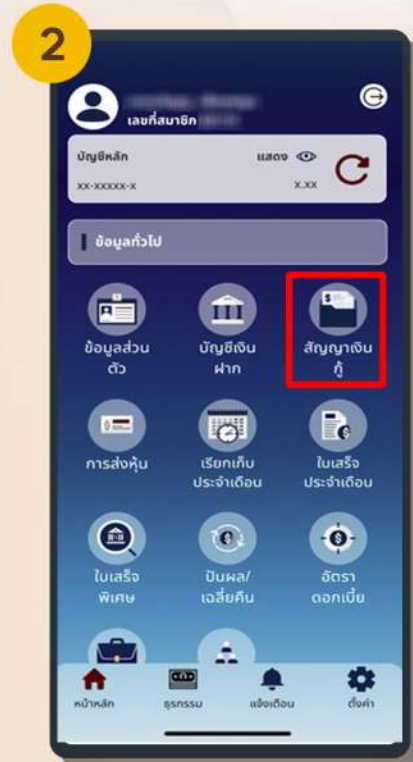 2
เลขที่สมาชิก
บัญชีหลัก แสดง
xx-xxxxx-x x.xx
ข้อมูลทั่วไป
ข้อมูลส่วน บัญชีเงิน สัญญาเงิน
ตัว ฝาก กู้
การส่งหุ้น เรียกเก็บ ใบเสร็จ
ประจำเดือน ประจำเดือน
ใบเสร็จ ปันผล/ อัตรา
พิเศษ เฉลี่ยคืน ดอกเบี้ย
หน้าหลัก ธุรกรรม แจ้งเตือน ตั้งค่า